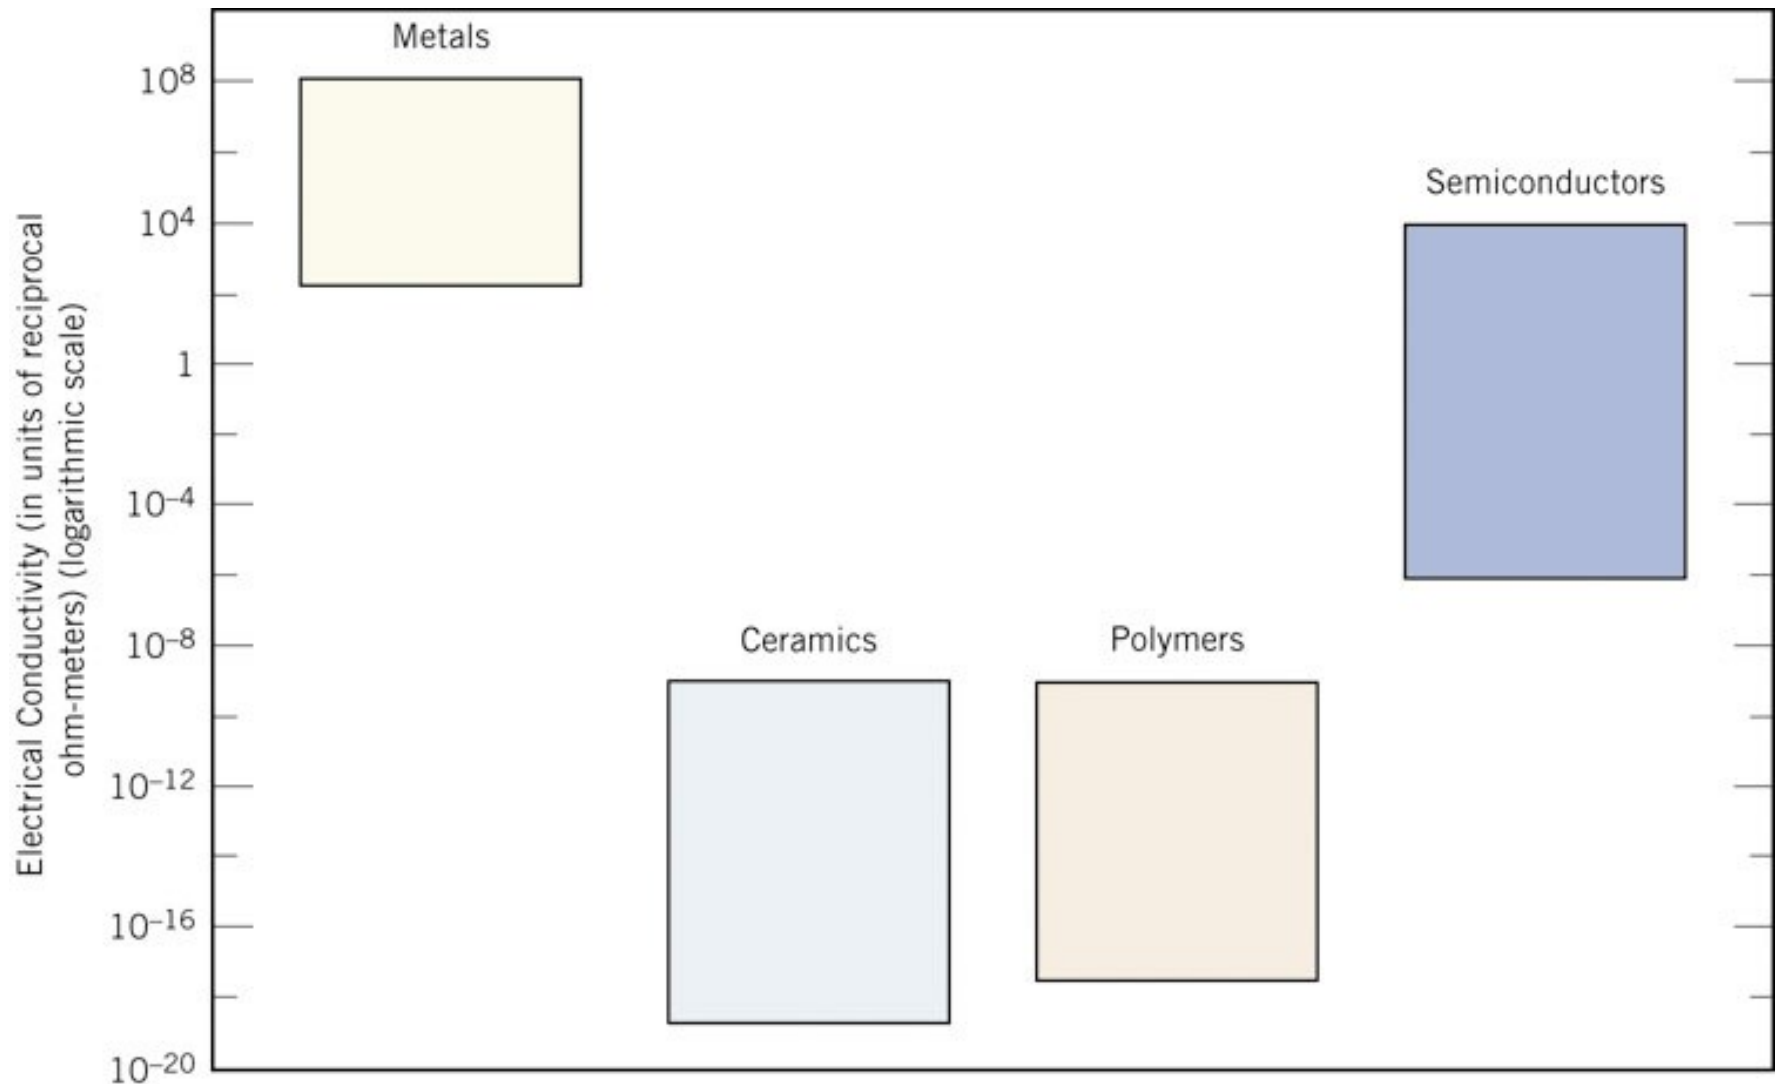 Electrical Conductivity (in units of reciprocal
ohm-meters) (logarithmic scale)
10⁸
10⁴
1
10⁻⁴
10⁻⁸
10⁻¹²
10⁻¹⁶
10⁻²⁰
Metals
Semiconductors
Ceramics
Polymers